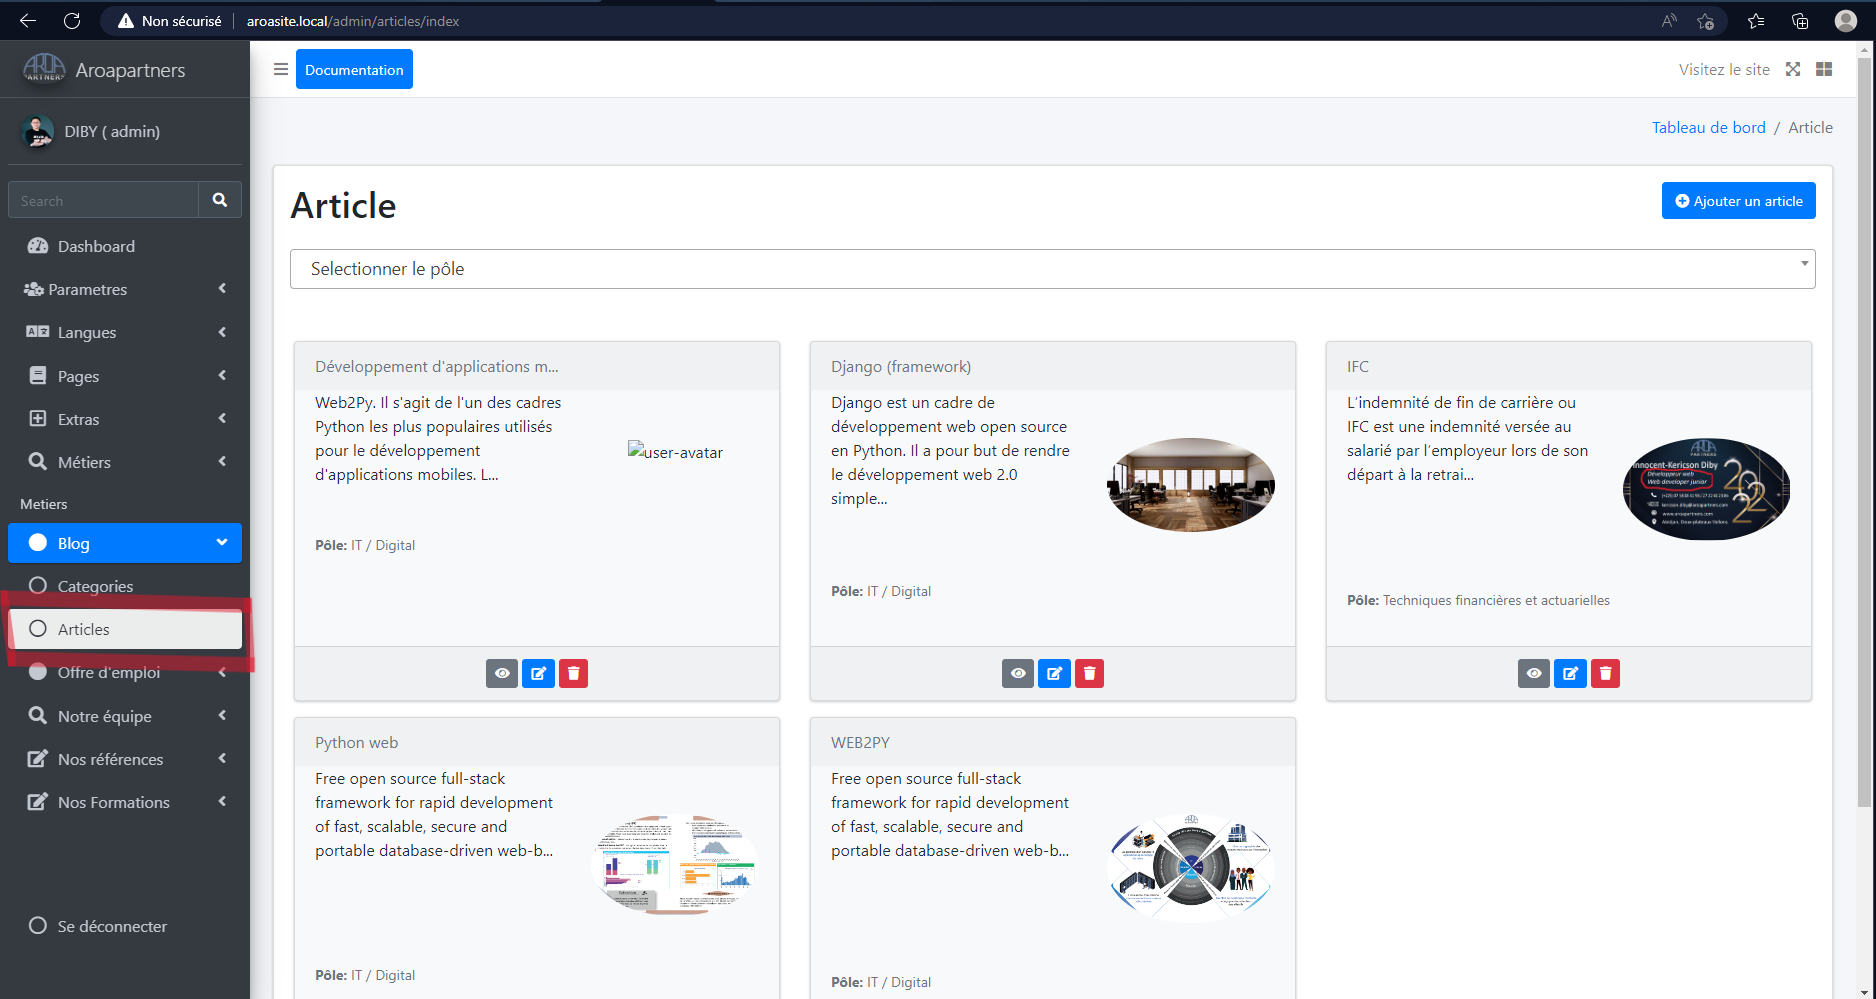 Non sécurisé
aroasite.local/admin/articles/index
AROA
PARTNERS
Aroapartners
DIBY ( admin)
Search
Dashboard
Parametres
Langues
Pages
Extras
Métiers
Metiers
Blog
Categories
Articles
Offre d'emploi
Notre équipe
Nos références
Nos Formations
Se déconnecter
Documentation
Visitez le site
Tableau de bord / Article
Article
Ajouter un article
Selectionner le pôle
Développement d'applications m...
Web2Py. Il s'agit de l'un des cadres
Python les plus populaires utilisés
pour le développement
d'applications mobiles. L...
user-avatar
Pôle: IT / Digital
Django (framework)
Django est un cadre de
développement web open source
en Python. Il a pour but de rendre
le développement web 2.0
simple...
Pôle: IT / Digital
IFC
L'indemnité de fin de carrière ou
IFC est une indemnité versée au
salarié par l'employeur lors de son
départ à la retrai...
PARTNERS
Innocent-Kericson Diby
Développeur web
Web developer junior
www.aroapartners.com
2022
Pôle: Techniques financières et actuarielles
Python web
Free open source full-stack
framework for rapid development
of fast, scalable, secure and
portable database-driven web-b...
Pôle: IT / Digital
WEB2PY
Free open source full-stack
framework for rapid development
of fast, scalable, secure and
portable database-driven web-b...
Pôle: IT / Digital